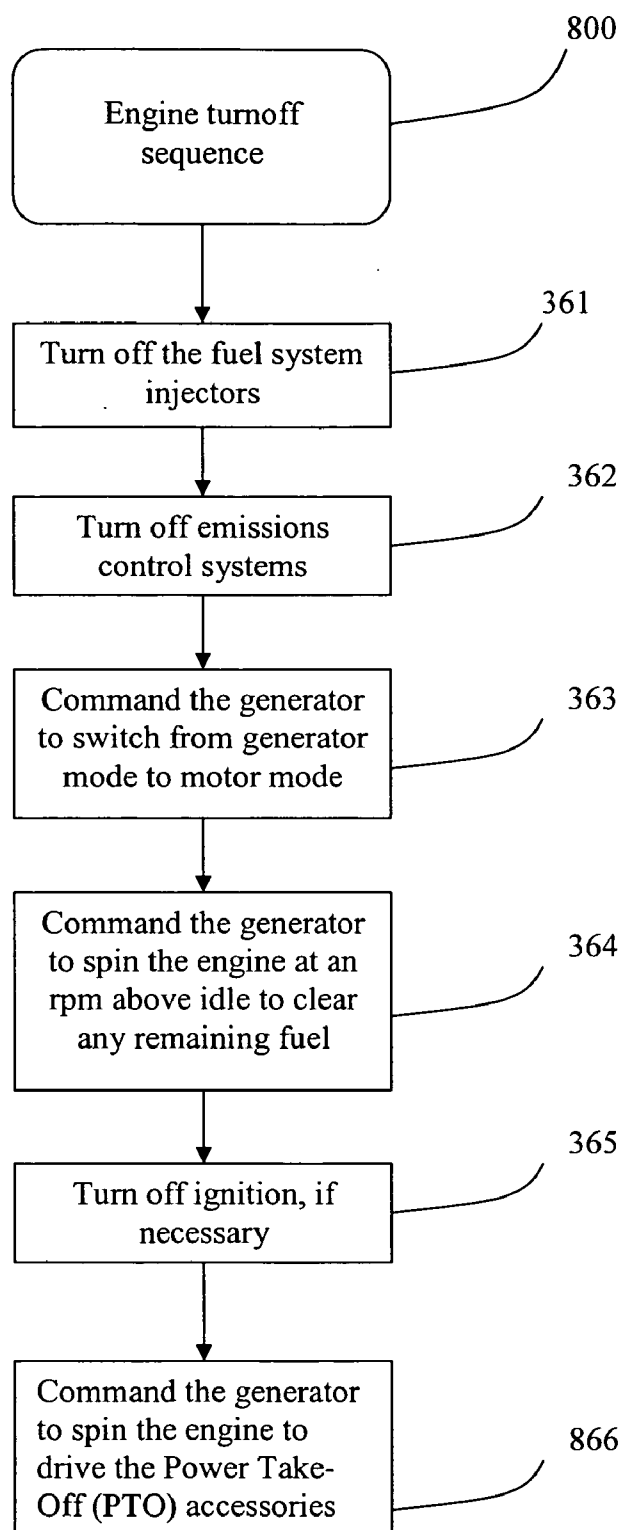 800
Engine turnoff
sequence
361
Turn off the fuel system
injectors
362
Turn off emissions
control systems
363
Command the generator
to switch from generator
mode to motor mode
364
Command the generator
to spin the engine at an
rpm above idle to clear
any remaining fuel
365
Turn off ignition, if
necessary
866
Command the generator
to spin the engine to
drive the Power Take-
Off (PTO) accessories